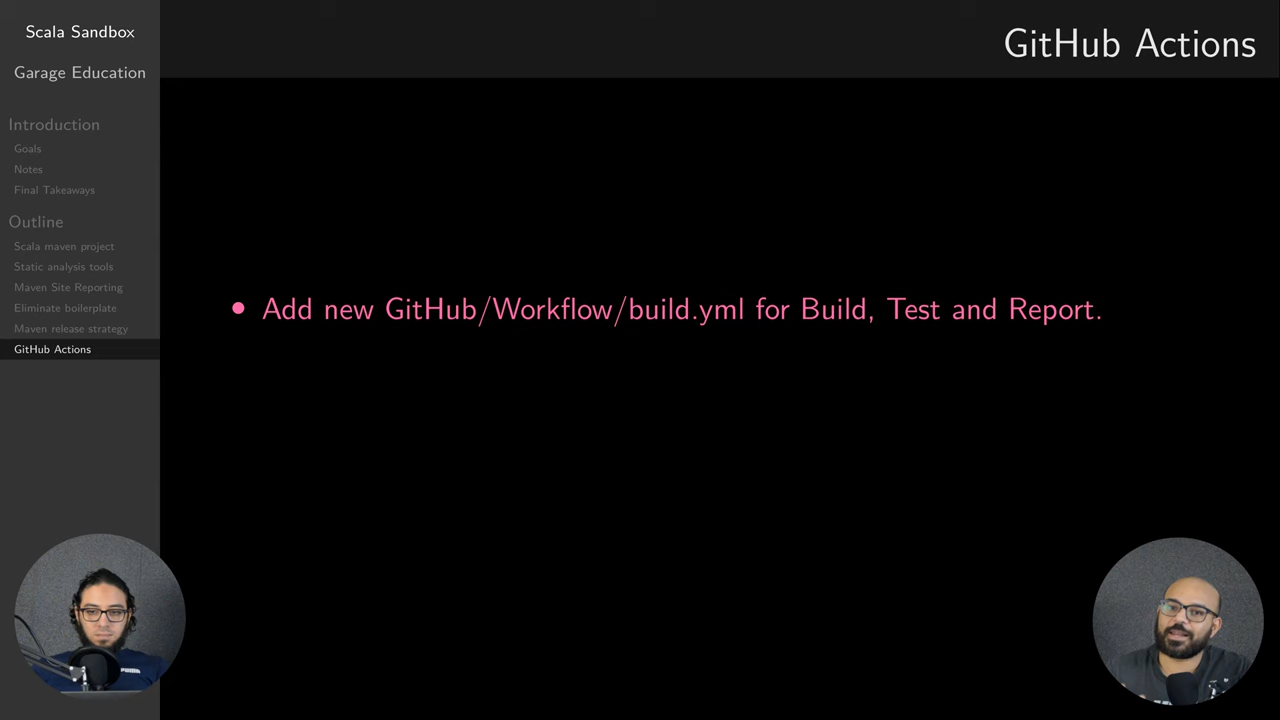 Scala Sandbox
Garage Education
Introduction
Goals
Notes
Final Takeaways
Outline
Scala maven project
Static analysis tools
Maven Site Reporting
Eliminate boilerplate
Maven release strategy
GitHub Actions
GitHub Actions
• Add new GitHub/Workflow/build.yml for Build, Test and Report.